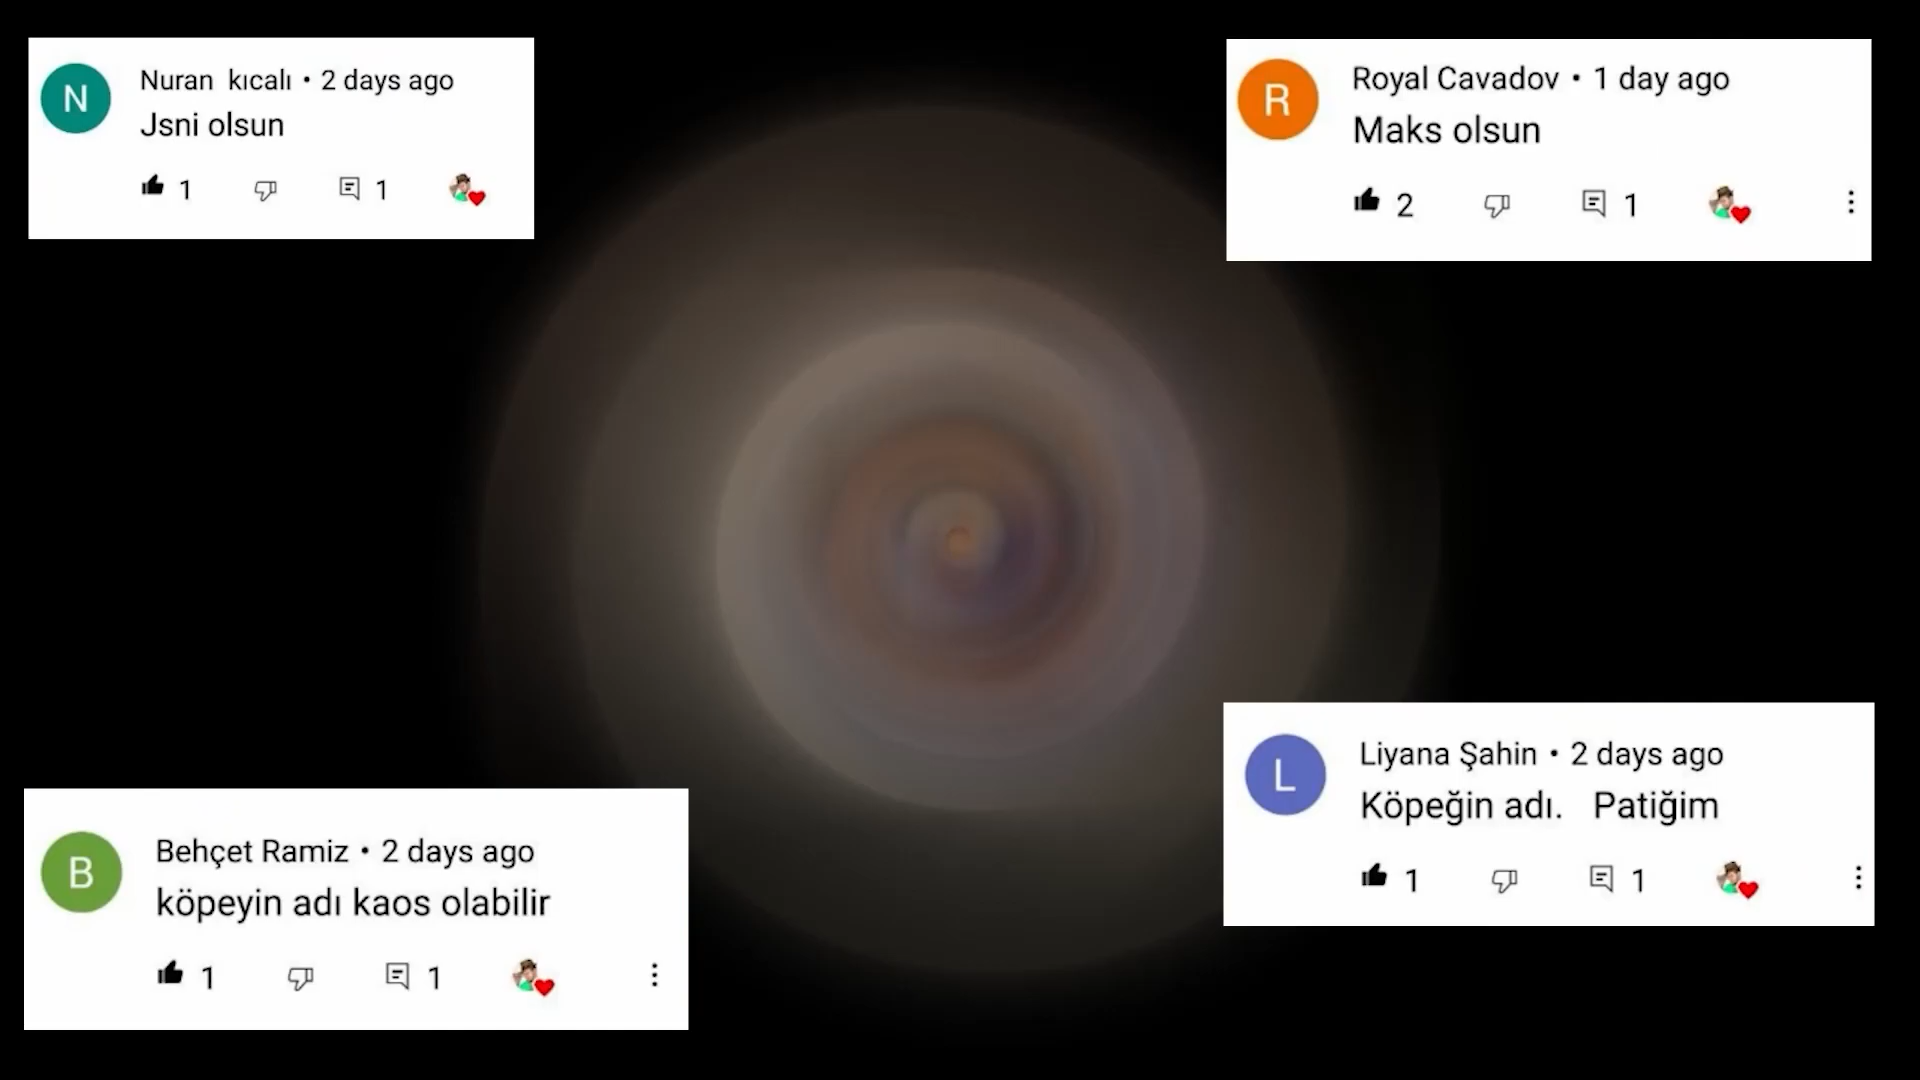 N
Nuran kıcalı • 2 days ago
Jsni olsun
1 1
R
Royal Cavadov • 1 day ago
Maks olsun
2 1
B
Behçet Ramiz • 2 days ago
köpeyin adı kaos olabilir
1 1
L
Liyana Şahin • 2 days ago
Köpeğin adı. Patiğim
1 1